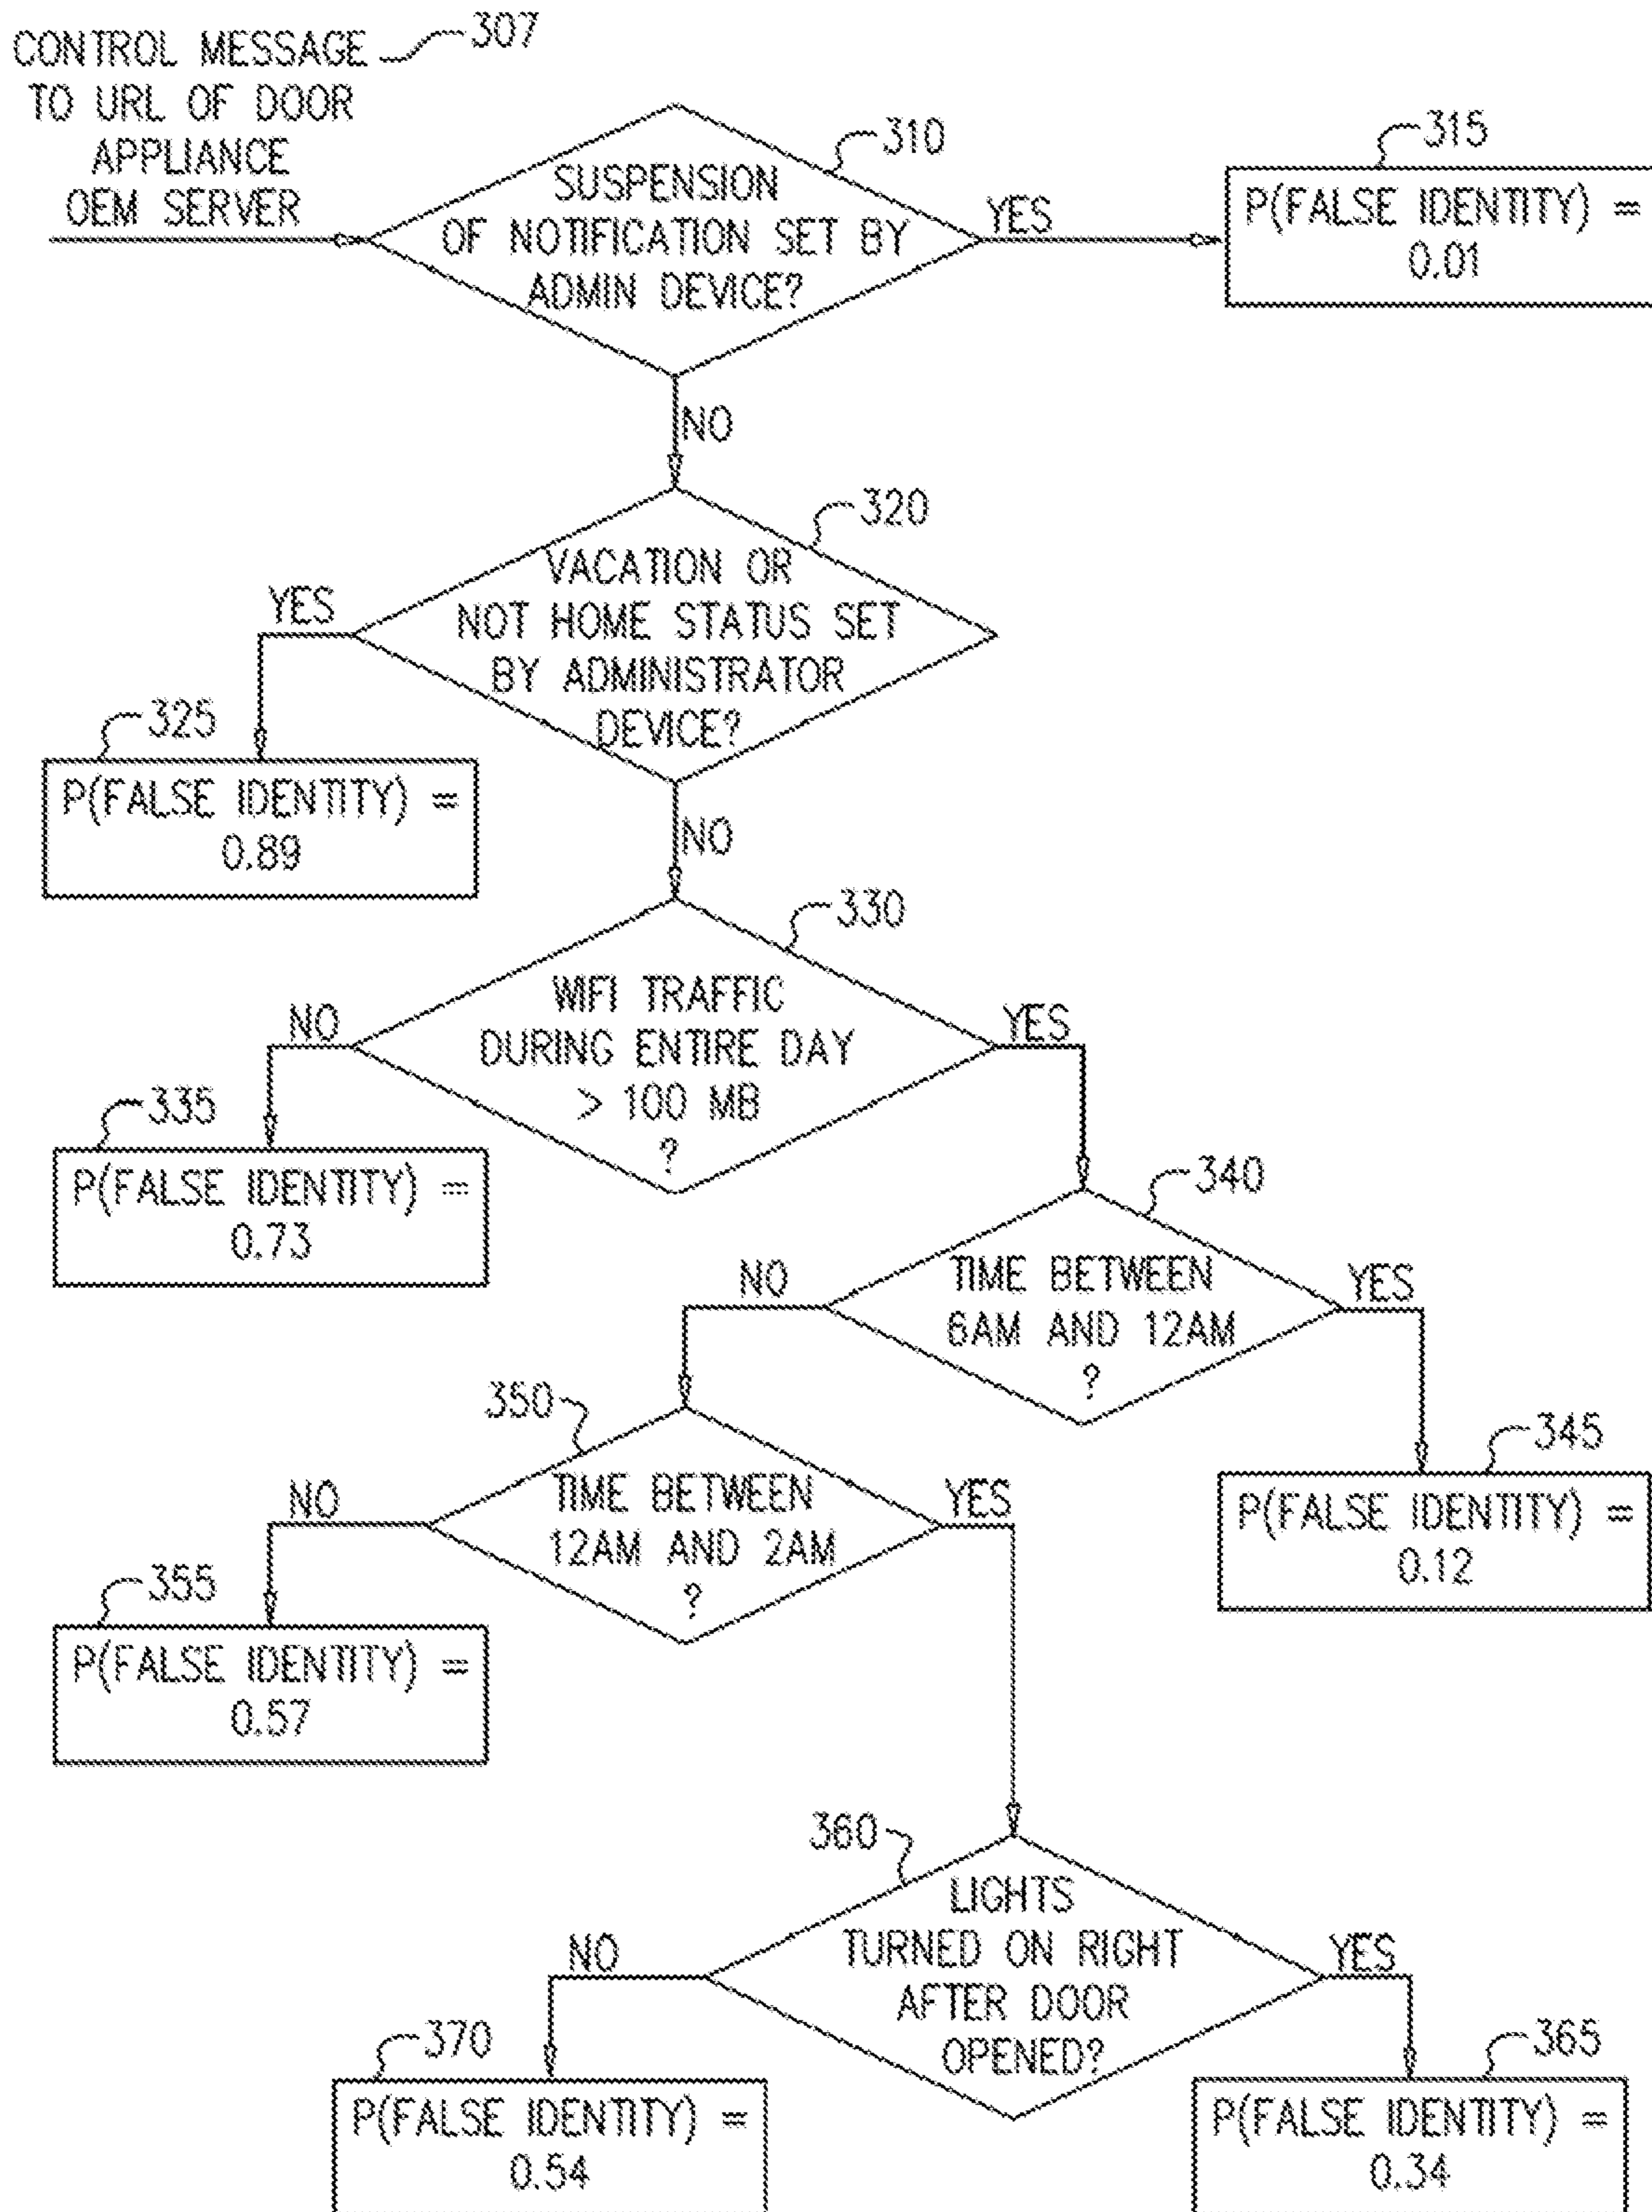 CONTROL MESSAGE
TO URL OF DOOR
APPLIANCE
OEM SERVER
307
SUSPENSION
OF NOTIFICATION SET BY
ADMIN DEVICE?
310
YES
315
P(FALSE IDENTITY) =
0.01
NO
320
VACATION OR
NOT HOME STATUS SET
BY ADMINISTRATOR
DEVICE?
YES
325
P(FALSE IDENTITY) =
0.89
NO
330
WIFI TRAFFIC
DURING ENTIRE DAY
> 100 MB
?
NO
YES
335
P(FALSE IDENTITY) =
0.73
340
TIME BETWEEN
6AM AND 12AM
?
NO
YES
345
P(FALSE IDENTITY) =
0.12
350
TIME BETWEEN
12AM AND 2AM
?
NO
YES
355
P(FALSE IDENTITY) =
0.57
360
LIGHTS
TURNED ON RIGHT
AFTER DOOR
OPENED?
NO
YES
370
P(FALSE IDENTITY) =
0.54
365
P(FALSE IDENTITY) =
0.34